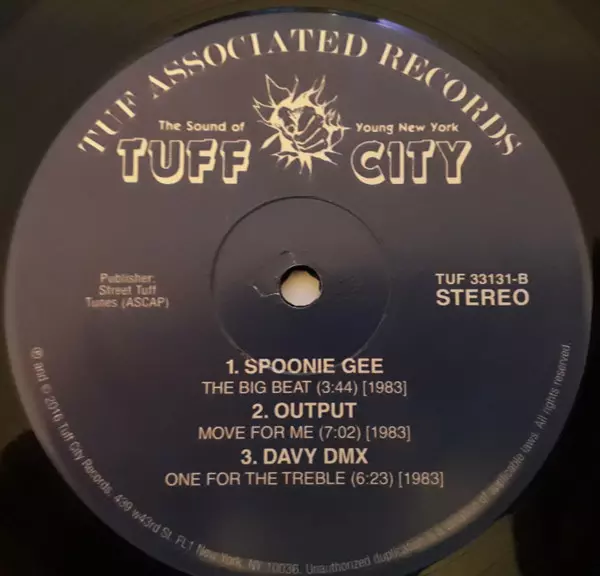 TUF ASSOCIATED RECORDS
The Sound of Young New York
TUFF CITY
Publisher:
Street Tuff
Tunes (ASCAP)
TUF 33131-B
STEREO
1. SPOONIE GEE
THE BIG BEAT (3:44) [1983]
2. OUTPUT
MOVE FOR ME (7:02) [1983]
3. DAVY DMX
ONE FOR THE TREBLE (6:23) [1983]
℗ and © 2016 Tuff City Records, 439 w43rd St. FL1 New York, NY 10036. Unauthorized duplication is a violation of applicable laws. All rights reserved.